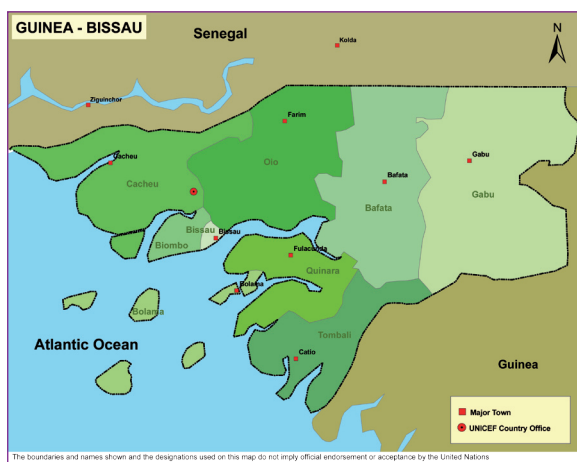 GUINEA - BISSAU
Senegal
Kolda
N
Ziguinchor
Farim
Cacheu
Oio
Gabu
Cacheu
Bafata
Gabu
Bafata
Bissau
Bissau
Biombo
Fulacunda
Quinara
Bolama
Bolama
Tombali
Atlantic Ocean
Catio
Guinea
Major Town
UNICEF Country Office
The boundaries and names shown and the designations used on this map do not imply official endorsement or acceptance by the United Nations